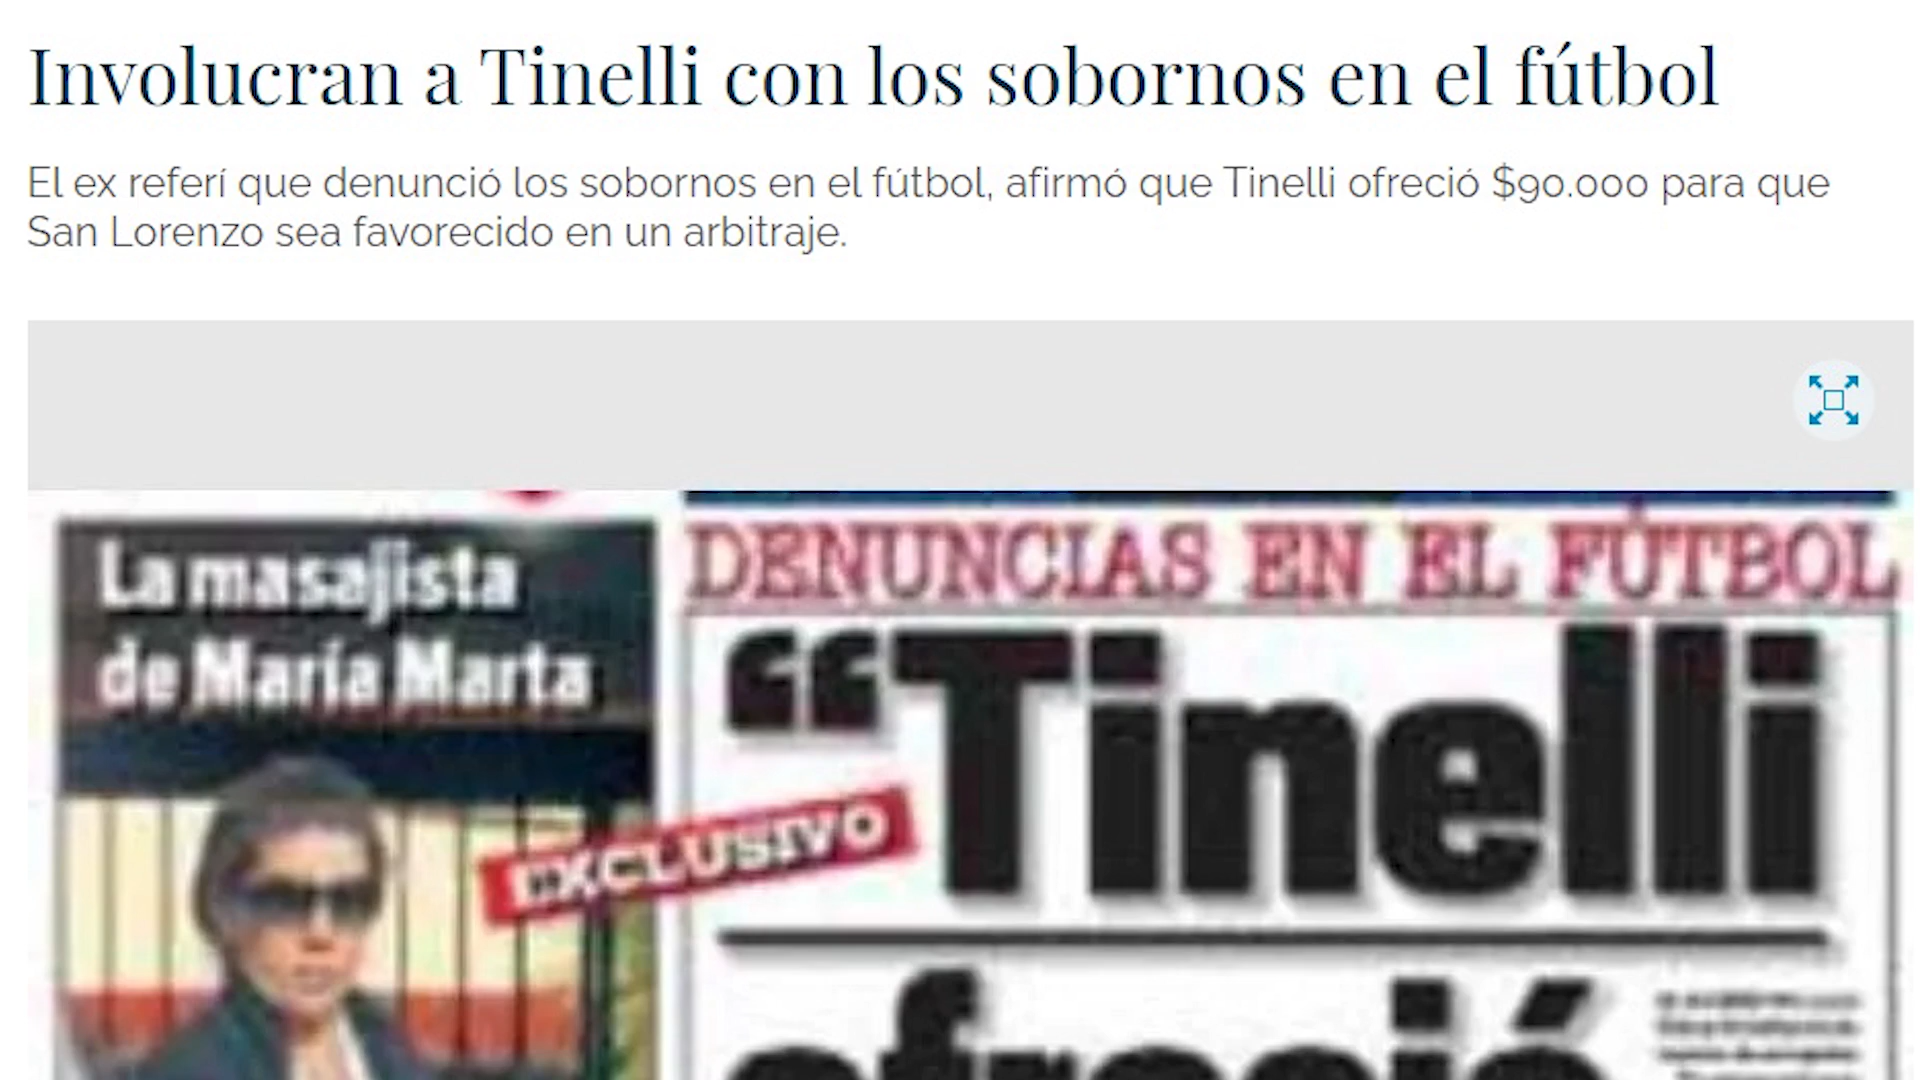 Involucran a Tinelli con los sobornos en el fútbol
El ex referí que denunció los sobornos en el fútbol, afirmó que Tinelli ofreció $90.000 para que
San Lorenzo sea favorecido en un arbitraje.
La masajista
de María Marta
EXCLUSIVO
DENUNCIAS EN EL FÚTBOL
“Tinelli
ofreció